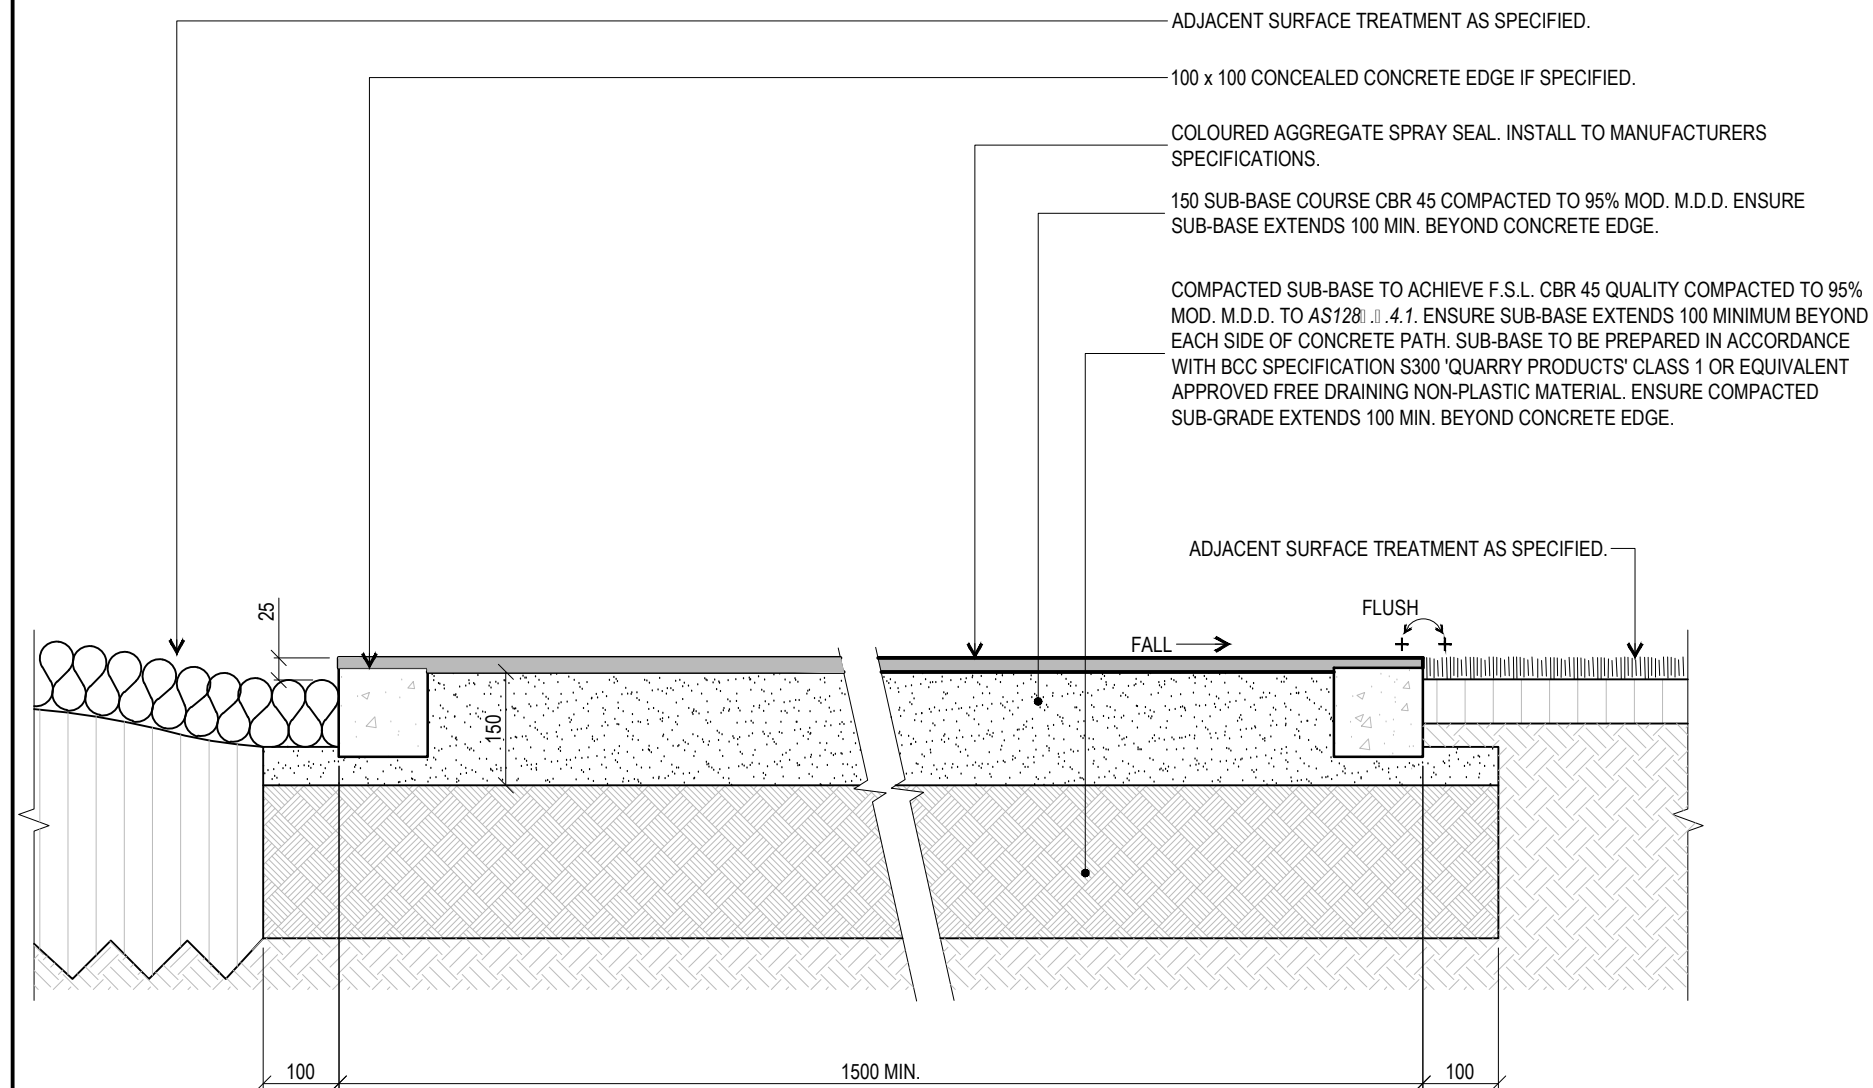 ADJACENT SURFACE TREATMENT AS SPECIFIED.
100 x 100 CONCEALED CONCRETE EDGE IF SPECIFIED.
COLOURED AGGREGATE SPRAY SEAL. INSTALL TO MANUFACTURERS
SPECIFICATIONS.
150 SUB-BASE COURSE CBR 45 COMPACTED TO 95% MOD. M.D.D. ENSURE
SUB-BASE EXTENDS 100 MIN. BEYOND CONCRETE EDGE.
COMPACTED SUB-BASE TO ACHIEVE F.S.L. CBR 45 QUALITY COMPACTED TO 95%
MOD. M.D.D. TO ENSURE SUB-BASE EXTENDS 100 MINIMUM BEYOND
EACH SIDE OF CONCRETE PATH. SUB-BASE TO BE PREPARED IN ACCORDANCE
WITH BCC SPECIFICATION S300 'QUARRY PRODUCTS' CLASS 1 OR EQUIVALENT
APPROVED FREE DRAINING NON-PLASTIC MATERIAL. ENSURE COMPACTED
SUB-GRADE EXTENDS 100 MIN. BEYOND CONCRETE EDGE.
ADJACENT SURFACE TREATMENT AS SPECIFIED.
25
FLUSH
FALL
150
100
1500 MIN.
100